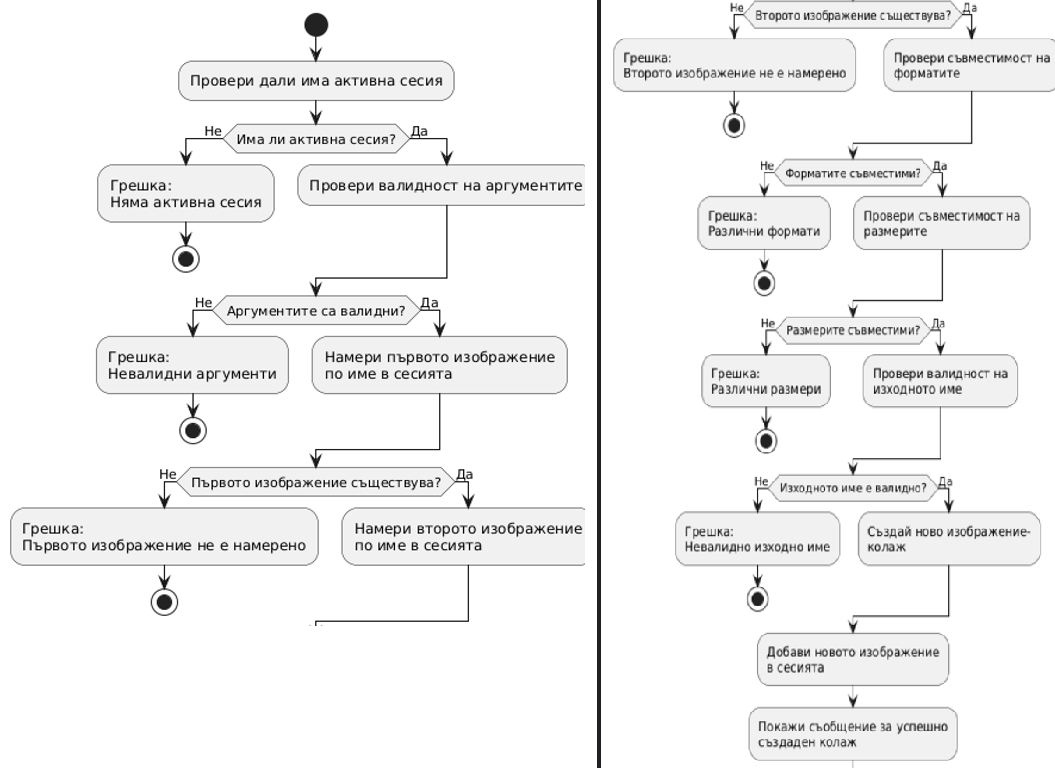 Провери дали има активна сесия
Не
Има ли активна сесия?
Да
Грешка:
Няма активна сесия
Провери валидност на аргументите
Не
Аргументите са валидни?
Да
Грешка:
Невалидни аргументи
Намери първото изображение
по име в сесията
Не
Първото изображение съществува?
Да
Грешка:
Първото изображение не е намерено
Намери второто изображение
по име в сесията
Не
Второто изображение съществува?
Да
Грешка:
Второто изображение не е намерено
Провери съвместимост на
форматите
Не
Форматите съвместими?
Да
Грешка:
Различни формати
Провери съвместимост на
размерите
Не
Размерите съвместими?
Да
Грешка:
Различни размери
Провери валидност на
изходното име
Не
Изходното име е валидно?
Да
Грешка:
Невалидно изходно име
Създай ново изображение-
колаж
Добави новото изображение
в сесията
Покажи съобщение за успешно
създаден колаж